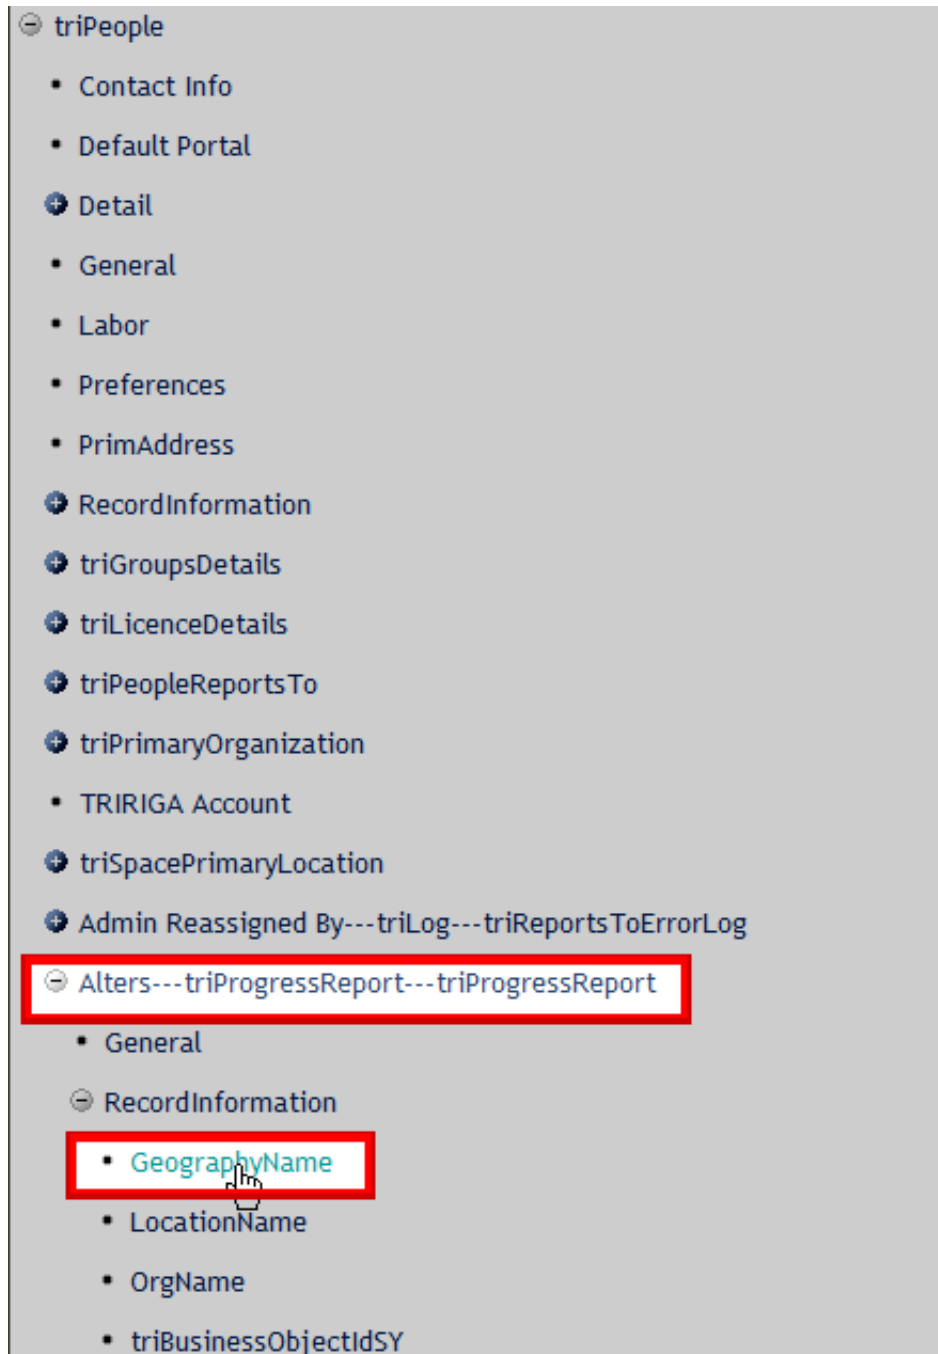 triPeople
Contact Info
Default Portal
Detail
General
Labor
Preferences
PrimAddress
RecordInformation
triGroupsDetails
triLicenceDetails
triPeopleReportsTo
triPrimaryOrganization
TRIRIGA Account
triSpacePrimaryLocation
Admin Reassigned By---triLog---triReportsToErrorLog
Alters---triProgressReport---triProgressReport
General
RecordInformation
GeographyName
LocationName
OrgName
triBusinessObjectIdSY